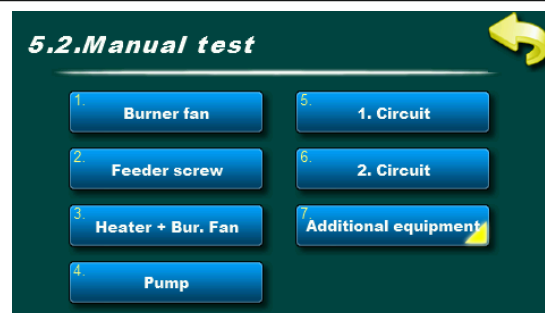 5.2.Manual test
1. Burner fan
2. Feeder screw
3. Heater + Bur. Fan
4. Pump
5. 1. Circuit
6. 2. Circuit
7. Additional equipment